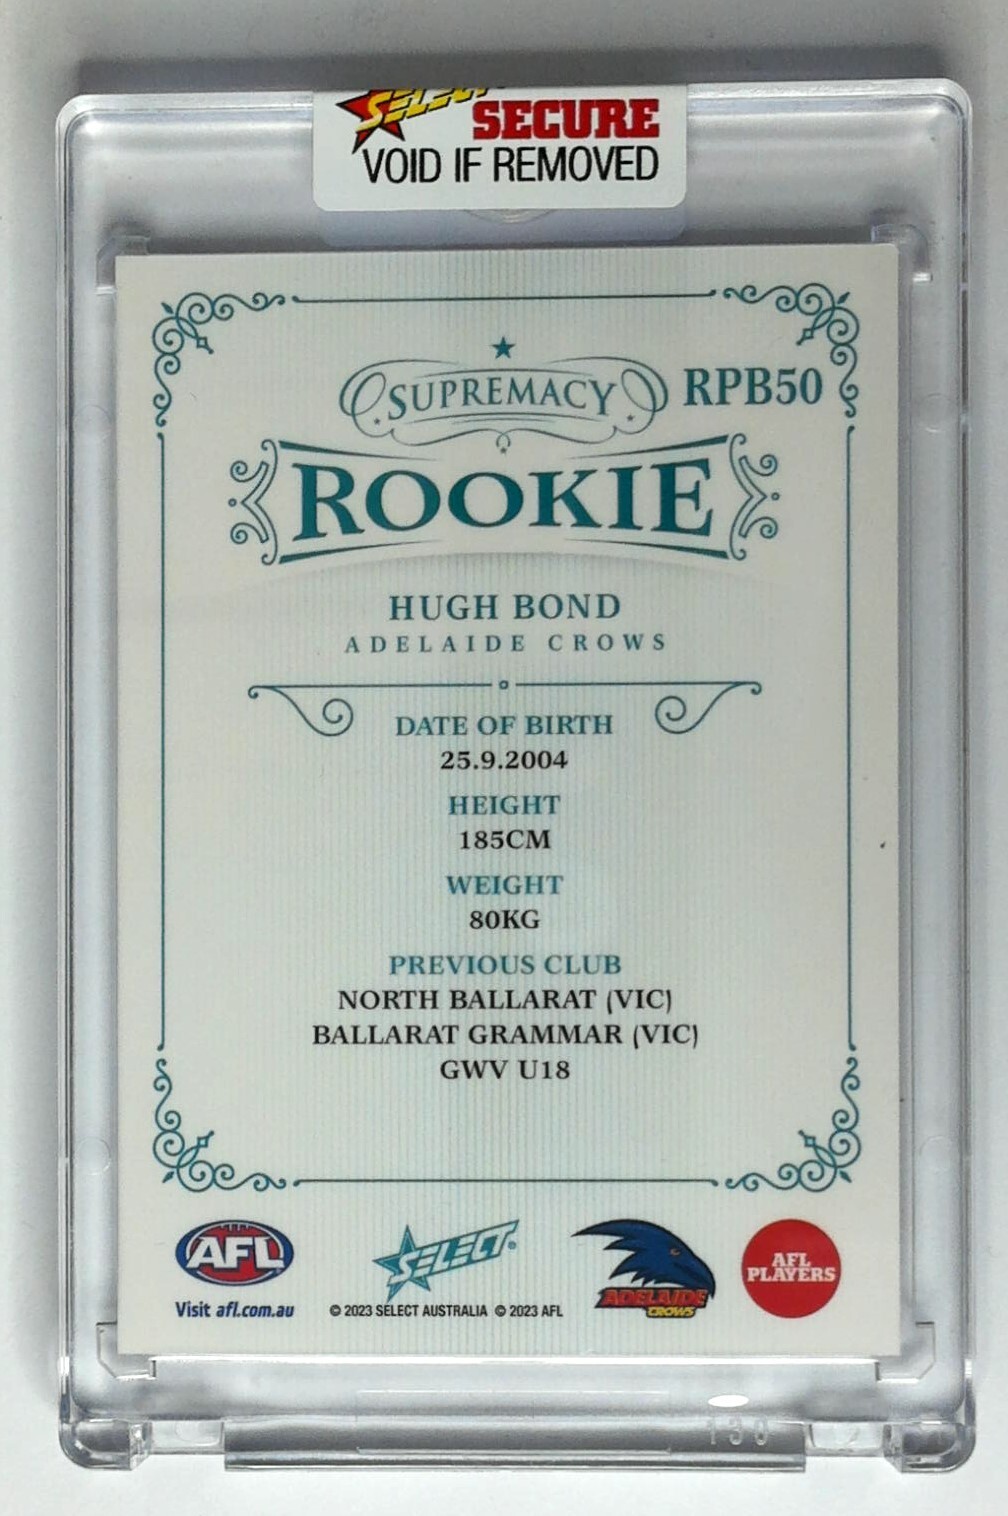 SELECT
SECURE
VOID IF REMOVED
SUPREMACY RPB50
ROOKIE
HUGH BOND
ADELAIDE CROWS
DATE OF BIRTH
25.9.2004
HEIGHT
185CM
WEIGHT
80KG
PREVIOUS CLUB
NORTH BALLARAT (VIC)
BALLARAT GRAMMAR (VIC)
GWV U18
AFL
Visit afl.com.au
SELECT
© 2023 SELECT AUSTRALIA © 2023 AFL
ADELAIDE
CROWS
AFL
PLAYERS
130